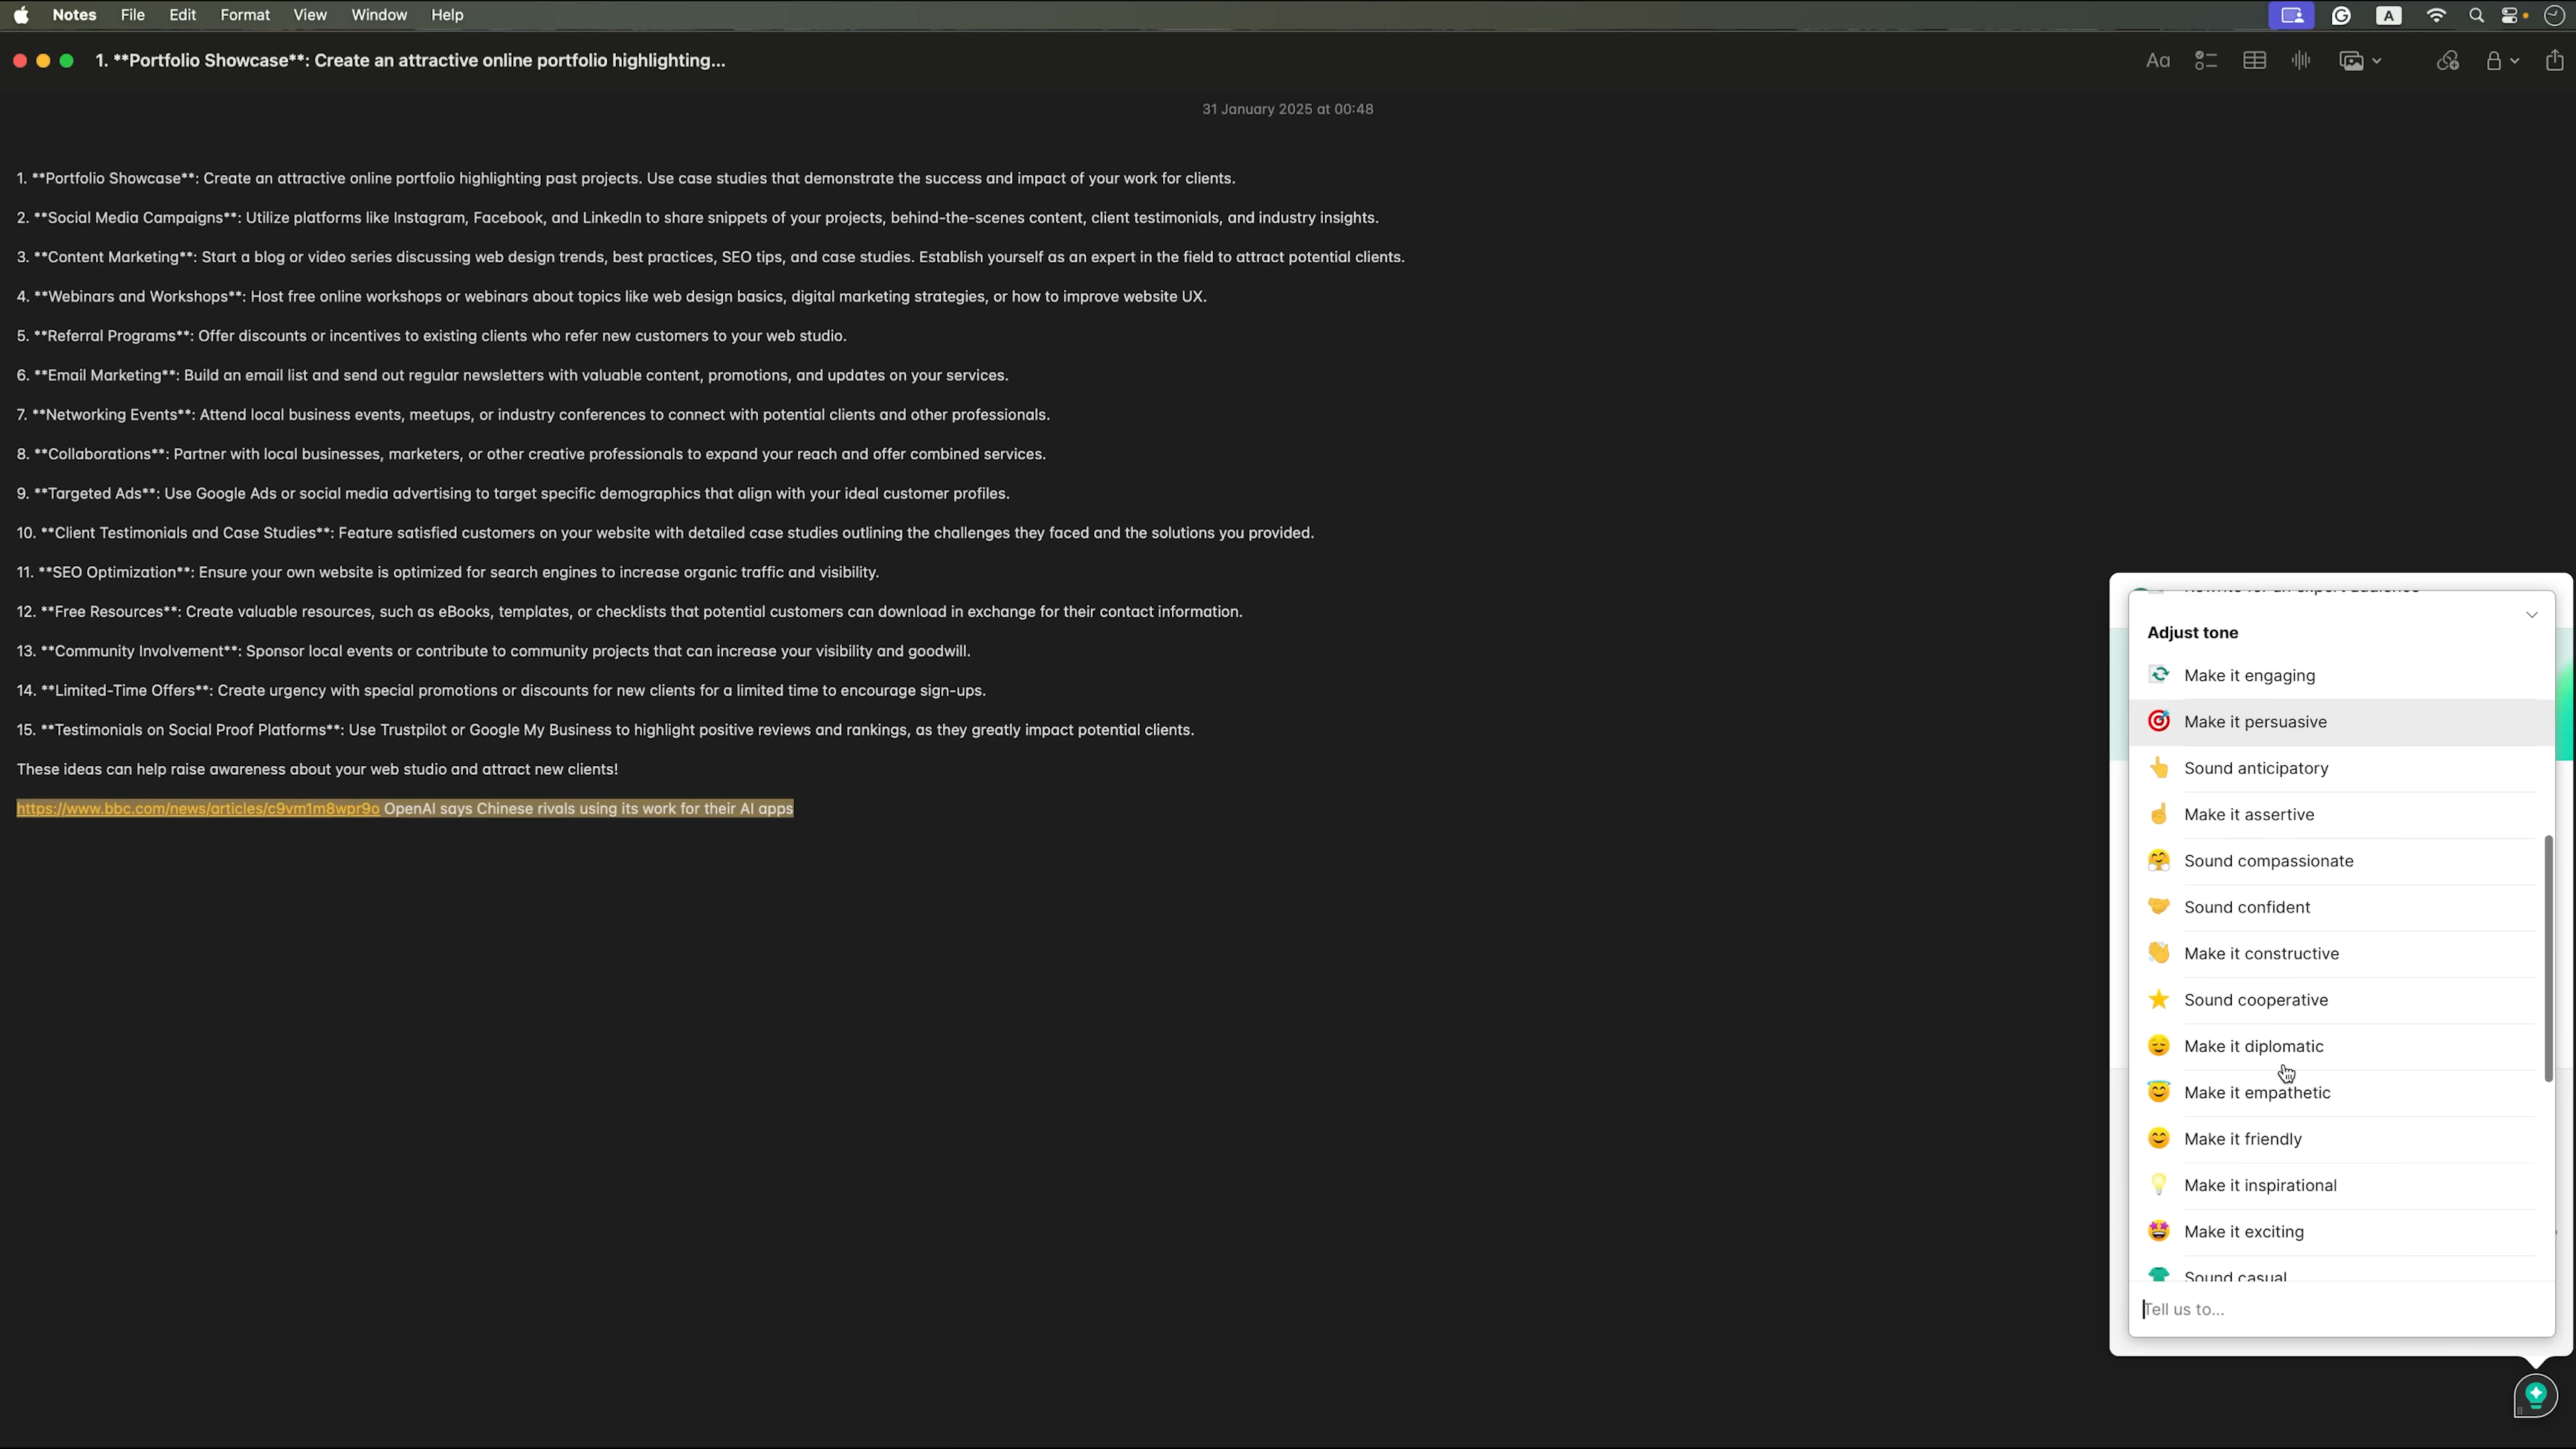 Notes File Edit Format View Window Help
A
1. **Portfolio Showcase**: Create an attractive online portfolio highlighting...
Aa
31 January 2025 at 00:48
1. **Portfolio Showcase**: Create an attractive online portfolio highlighting past projects. Use case studies that demonstrate the success and impact of your work for clients.
2. **Social Media Campaigns**: Utilize platforms like Instagram, Facebook, and LinkedIn to share snippets of your projects, behind-the-scenes content, client testimonials, and industry insights.
3. **Content Marketing**: Start a blog or video series discussing web design trends, best practices, SEO tips, and case studies. Establish yourself as an expert in the field to attract potential clients.
4. **Webinars and Workshops**: Host free online workshops or webinars about topics like web design basics, digital marketing strategies, or how to improve website UX.
5. **Referral Programs**: Offer discounts or incentives to existing clients who refer new customers to your web studio.
6. **Email Marketing**: Build an email list and send out regular newsletters with valuable content, promotions, and updates on your services.
7. **Networking Events**: Attend local business events, meetups, or industry conferences to connect with potential clients and other professionals.
8. **Collaborations**: Partner with local businesses, marketers, or other creative professionals to expand your reach and offer combined services.
9. **Targeted Ads**: Use Google Ads or social media advertising to target specific demographics that align with your ideal customer profiles.
10. **Client Testimonials and Case Studies**: Feature satisfied customers on your website with detailed case studies outlining the challenges they faced and the solutions you provided.
11. **SEO Optimization**: Ensure your own website is optimized for search engines to increase organic traffic and visibility.
12. **Free Resources**: Create valuable resources, such as eBooks, templates, or checklists that potential customers can download in exchange for their contact information.
13. **Community Involvement**: Sponsor local events or contribute to community projects that can increase your visibility and goodwill.
14. **Limited-Time Offers**: Create urgency with special promotions or discounts for new clients for a limited time to encourage sign-ups.
15. **Testimonials on Social Proof Platforms**: Use Trustpilot or Google My Business to highlight positive reviews and rankings, as they greatly impact potential clients.
These ideas can help raise awareness about your web studio and attract new clients!
https://www.bbc.com/news/articles/c9vm1m8wpr9o OpenAI says Chinese rivals using its work for their AI apps
Rewrite for an expert audience
Adjust tone
Make it engaging
Make it persuasive
Sound anticipatory
Make it assertive
Sound compassionate
Sound confident
Make it constructive
Sound cooperative
Make it diplomatic
Make it empathetic
Make it friendly
Make it inspirational
Make it exciting
Sound casual
Tell us to...